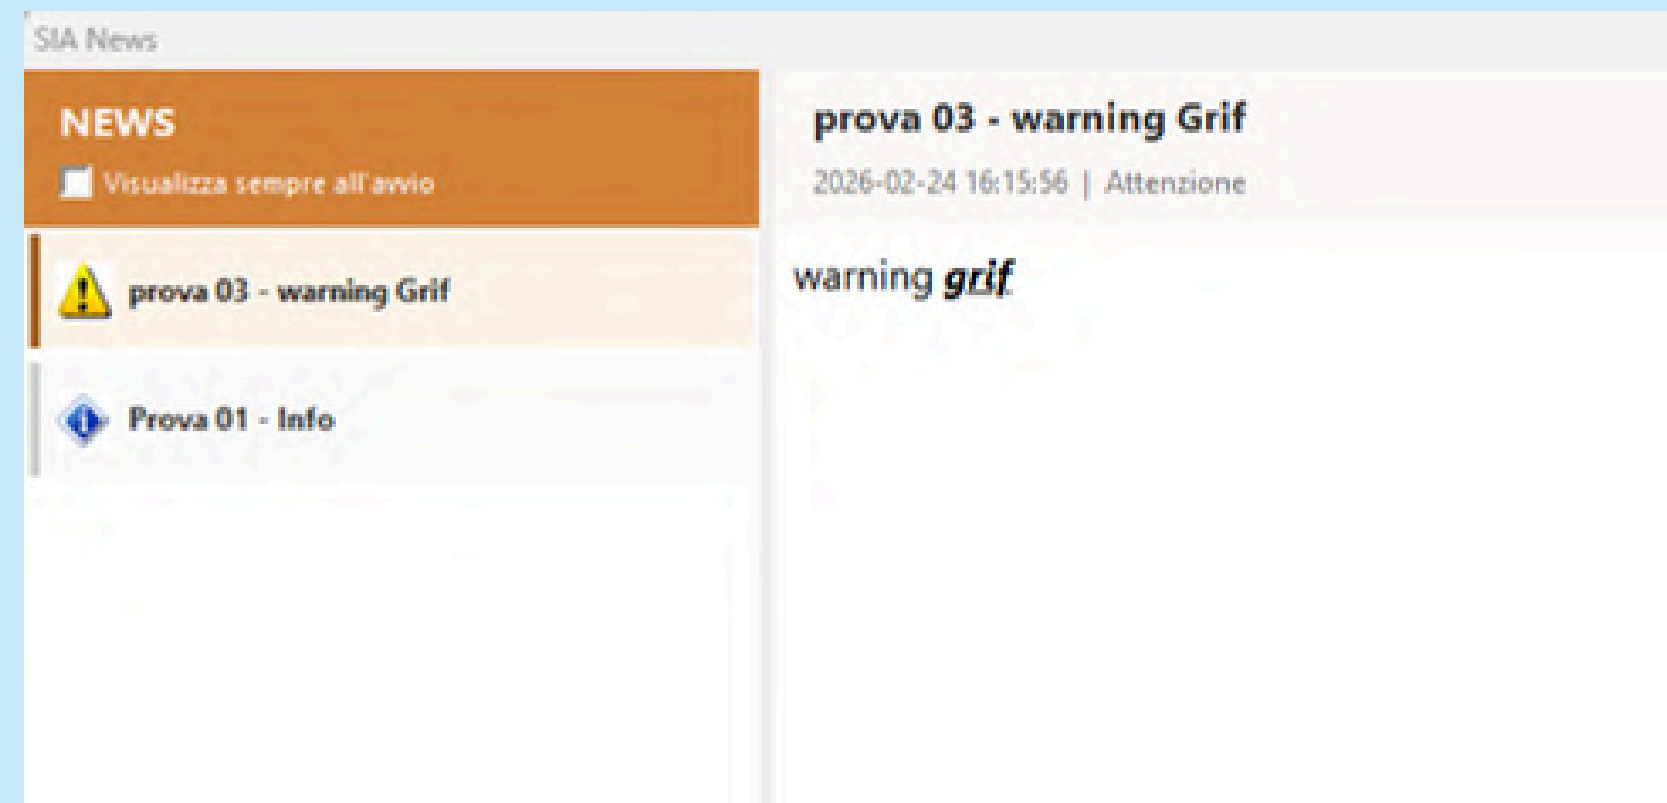 SIA News
NEWS
Visualizza sempre all'avvio
prova 03 - warning Grif
Prova 01 - Info
prova 03 - warning Grif
2026-02-24 16:15:56 | Attenzione
warning grif